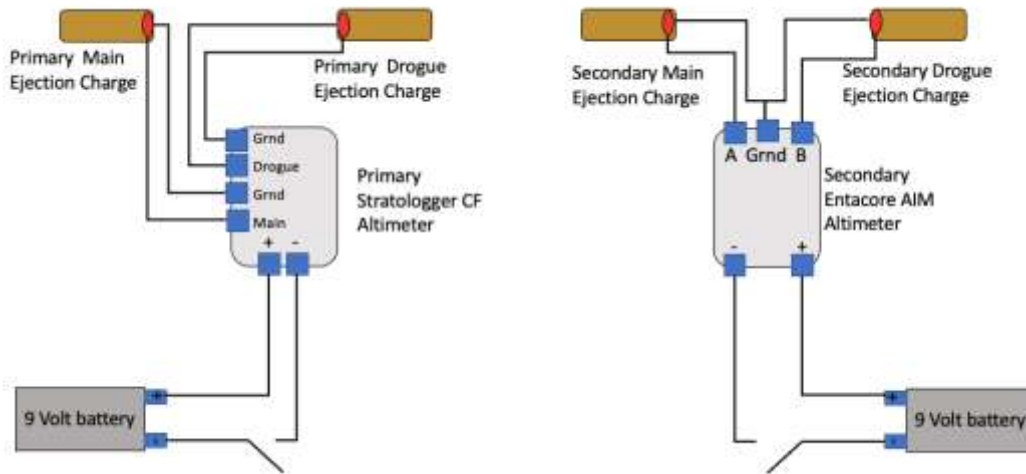 Primary Main
Ejection Charge
Primary Drogue
Ejection Charge
Grnd
Drogue
Grnd
Main
+ -
Primary
Stratologger CF
Altimeter
9 Volt battery
+
-
Secondary Main
Ejection Charge
Secondary Drogue
Ejection Charge
A Grnd B
Secondary
Entacore AIM
Altimeter
- +
+
-
9 Volt battery